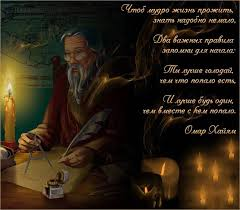 Чтоб мудро жизнь прожить,
знать надобно немало.
Два важных правила
запомни для начала:
Ты лучше голодай,
чем что попало есть,
И лучше будь один,
чем вместе с кем попало.
Омар Хайям